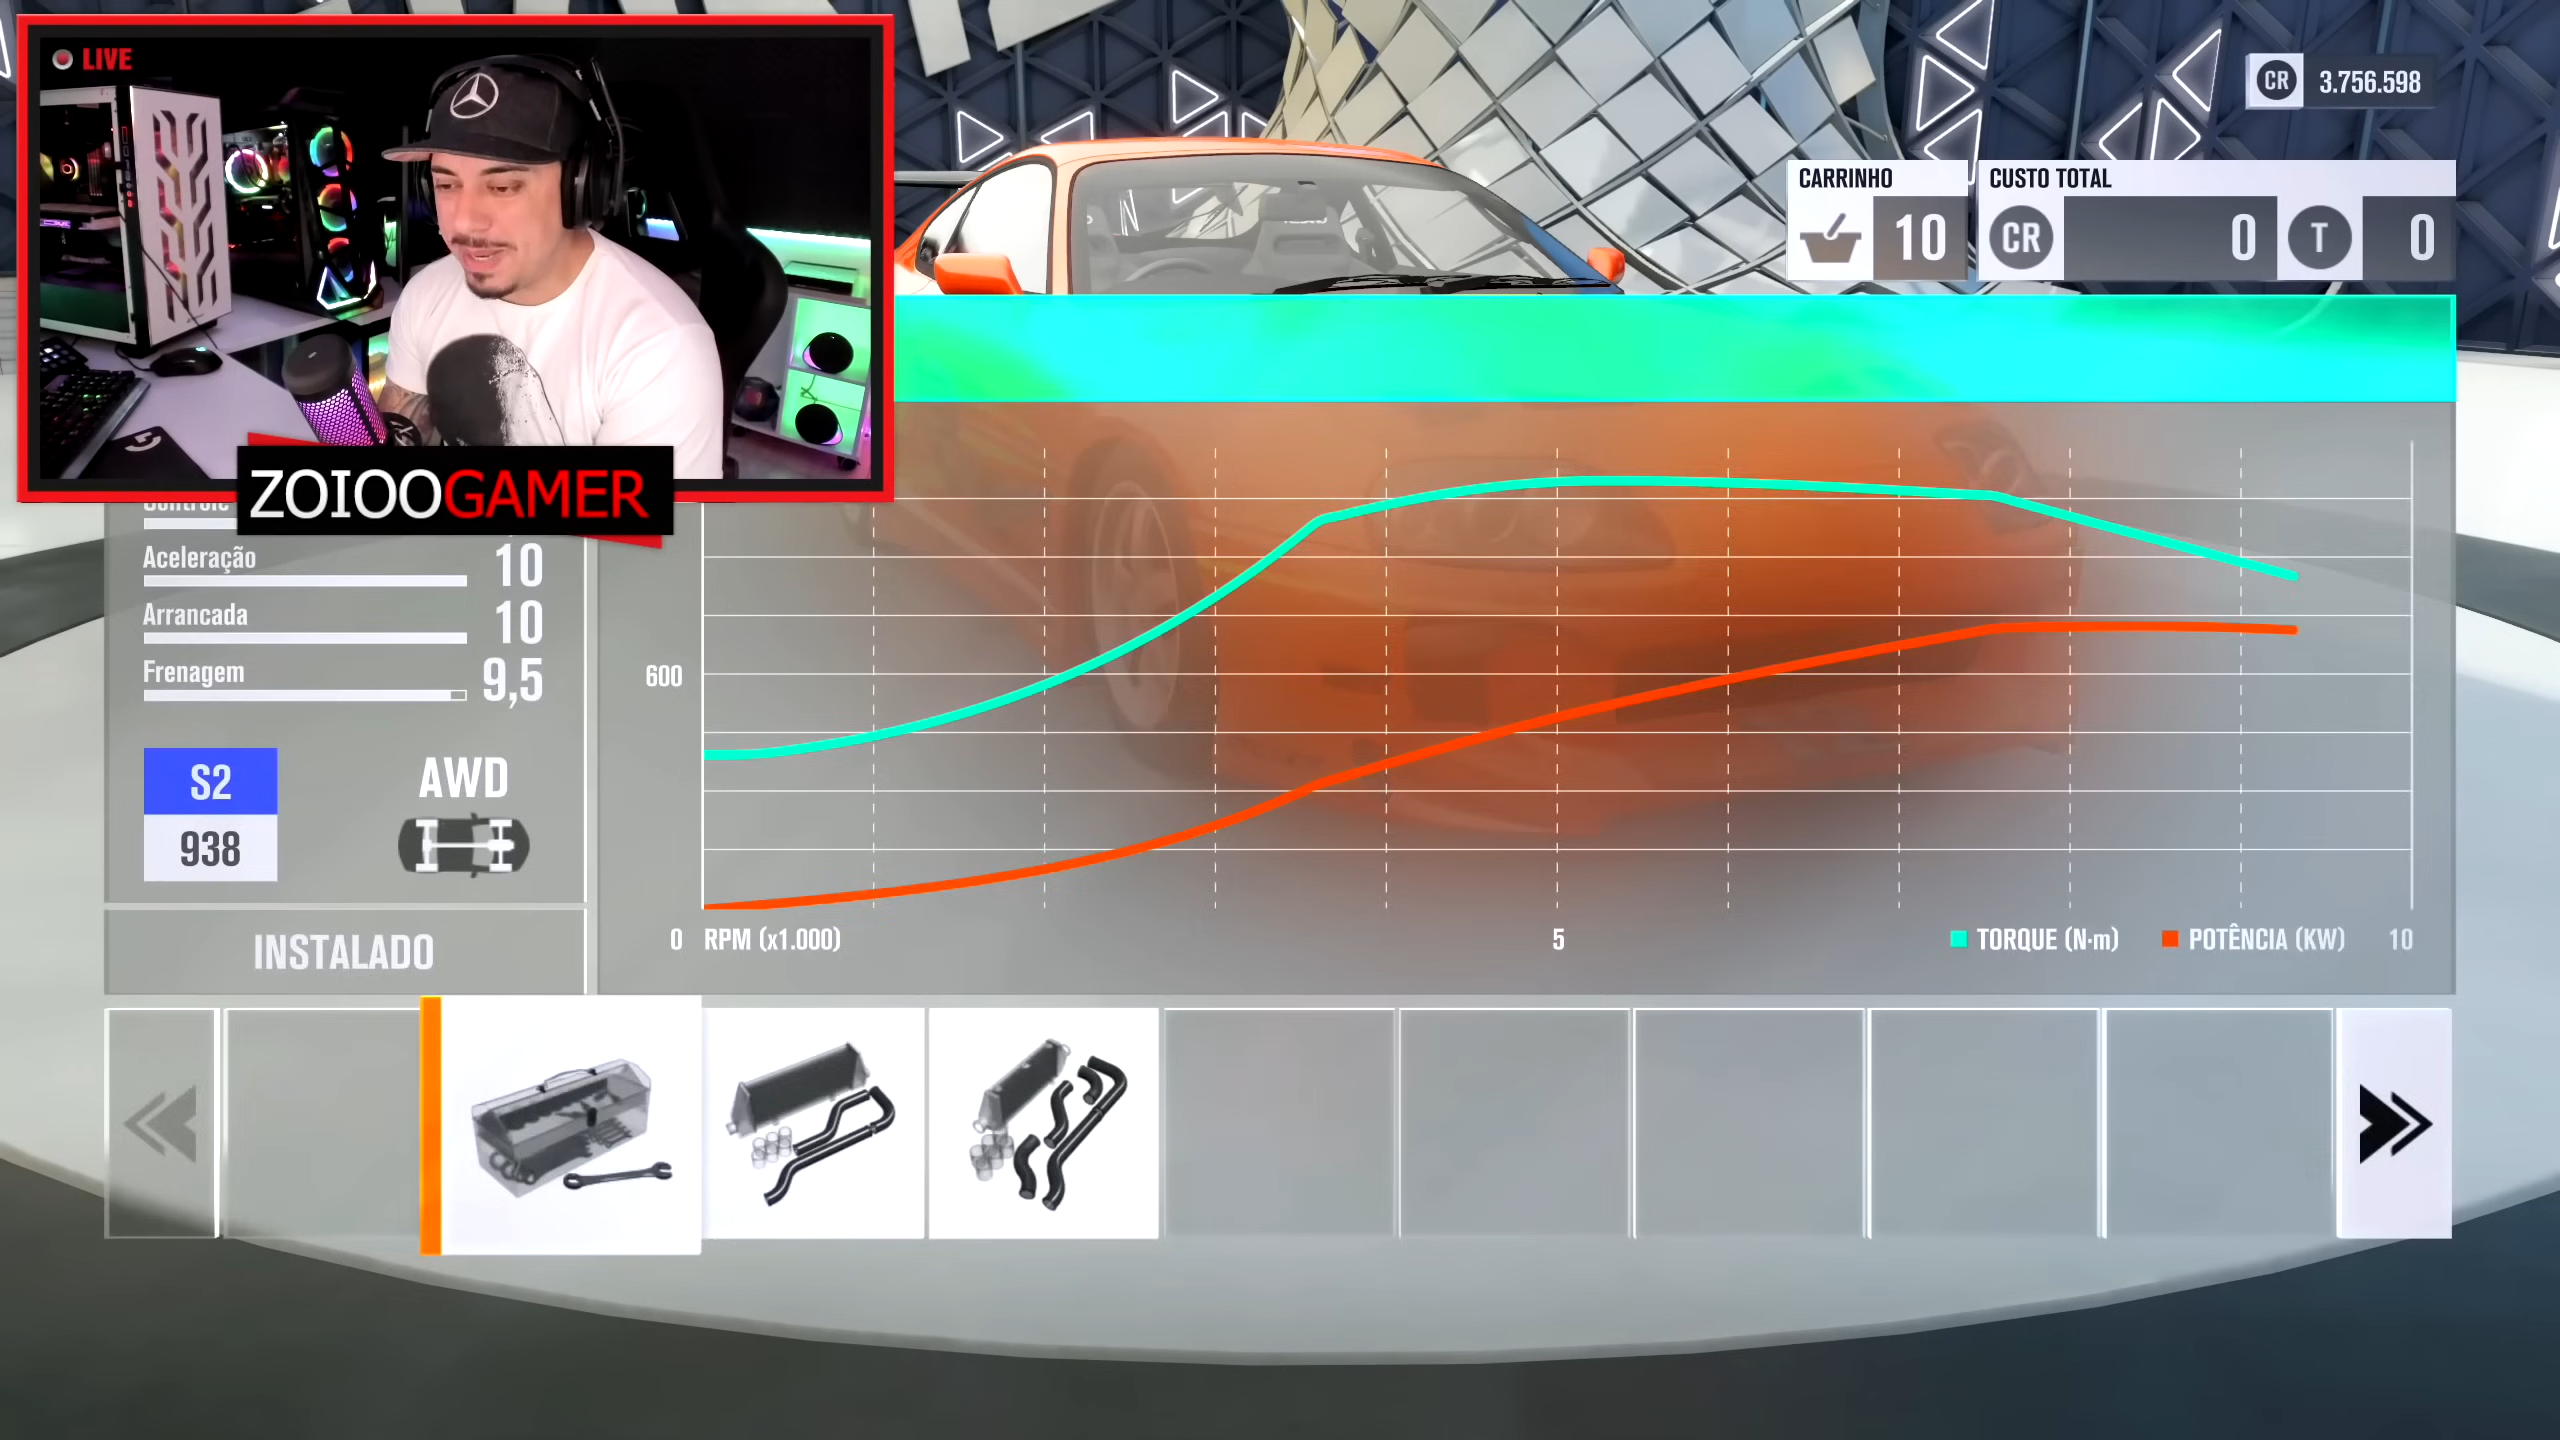 LIVE
CR 3.756.598
CARRINHO
10
CUSTO TOTAL
CR 0 T 0
ZOIOOGAMER
Controle
Aceleração 10
Arrancada 10
Frenagem 9,5
S2
938
AWD
INSTALADO
600
0 RPM (x1.000) 5 TORQUE (N·m) POTÊNCIA (KW) 10